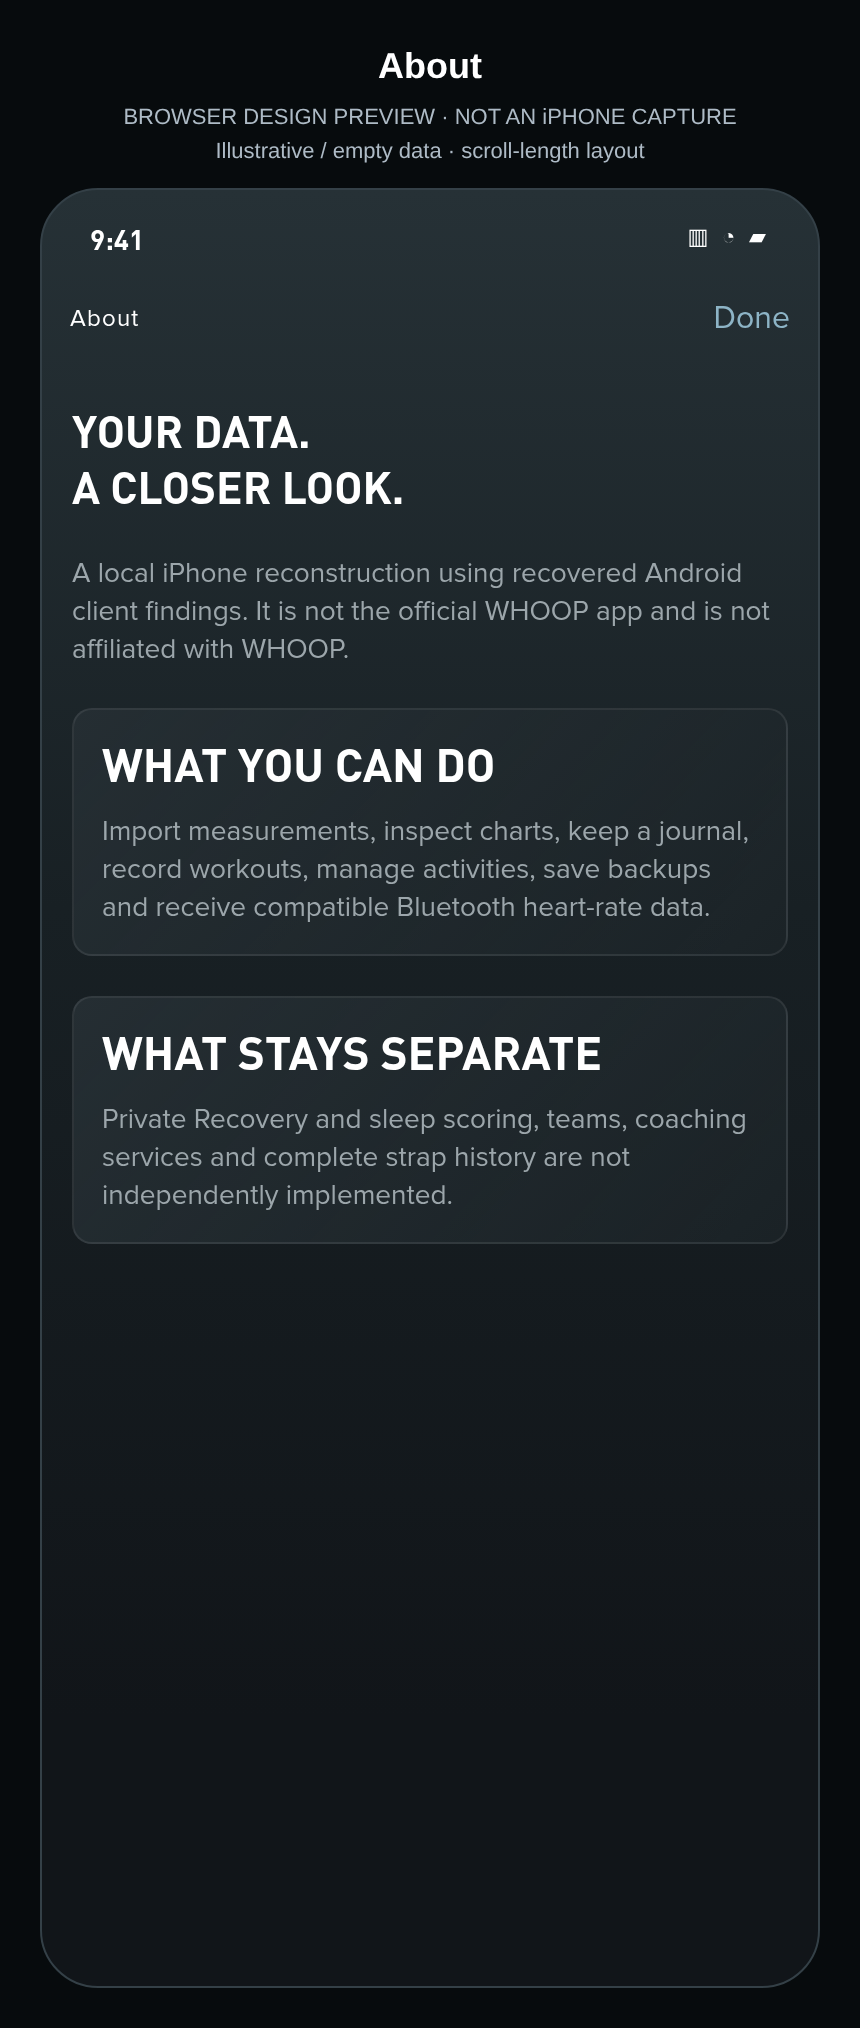 About
BROWSER DESIGN PREVIEW · NOT AN iPHONE CAPTURE
Illustrative / empty data · scroll-length layout
9:41
About
Done
YOUR DATA.
A CLOSER LOOK.
A local iPhone reconstruction using recovered Android
client findings. It is not the official WHOOP app and is not
affiliated with WHOOP.
WHAT YOU CAN DO
Import measurements, inspect charts, keep a journal,
record workouts, manage activities, save backups
and receive compatible Bluetooth heart-rate data.
WHAT STAYS SEPARATE
Private Recovery and sleep scoring, teams, coaching
services and complete strap history are not
independently implemented.